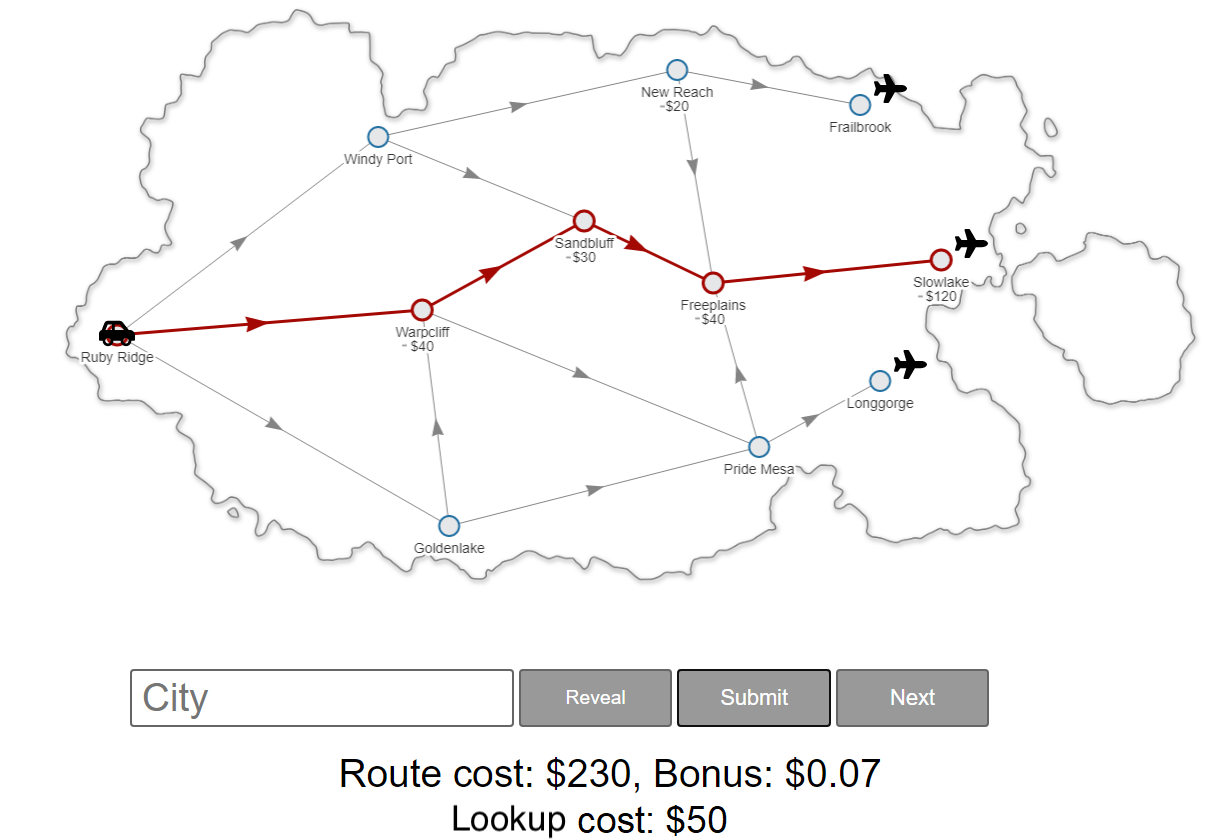 New Reach
-$20
Frailbrook
Windy Port
Sandbluff
-$30
Slowlake
- $120
Freeplains
-$40
Warpcliff
- $40
Ruby Ridge
Longgorge
Pride Mesa
Goldenlake
City
Reveal
Submit
Next
Route cost: $230, Bonus: $0.07
Lookup cost: $50